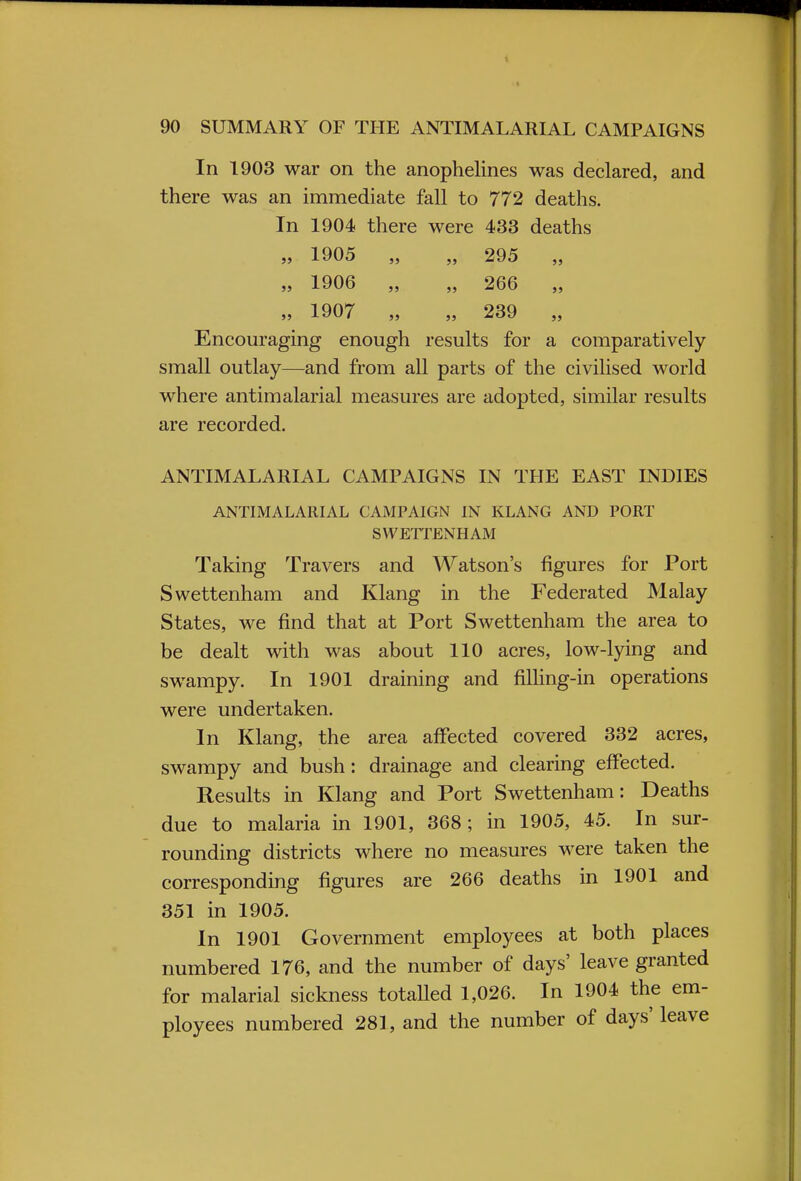 90 SUMMARY OF THE ANTIMALARIAL CAMPAIGNS
In 1903 war on the anophelines was declared, and
there was an immediate fall to 772 deaths.
In 1904 there were 433 deaths
„ 1905 „ „ 295 „
„ 1906 „ „ 266 „
„ 1907 „ „ 239 „
Encouraging enough results for a comparatively
small outlay—and from all parts of the civilised world
where antimalarial measures are adopted, similar results
are recorded.
ANTIMALARIAL CAMPAIGNS IN THE EAST INDIES
ANTIMALARIAL CAMPAIGN IN KLANG AND PORT
SWETTENHAM
Taking Travers and Watson's figures for Port
Swettenham and Klang in the Federated Malay
States, we find that at Port Swettenham the area to
be dealt with was about 110 acres, low-lying and
swampy. In 1901 draining and filling-in operations
were undertaken.
In Klang, the area affected covered 332 acres,
swampy and bush: drainage and clearing effected.
Results in Klang and Port Swettenham: Deaths
due to malaria in 1901, 368; in 1905, 45. In sur-
rounding districts where no measures were taken the
corresponding figures are 266 deaths in 1901 and
351 in 1905.
In 1901 Government employees at both places
numbered 176, and the number of days' leave granted
for malarial sickness totalled 1,026. In 1904 the em-
ployees numbered 281, and the number of days' leave